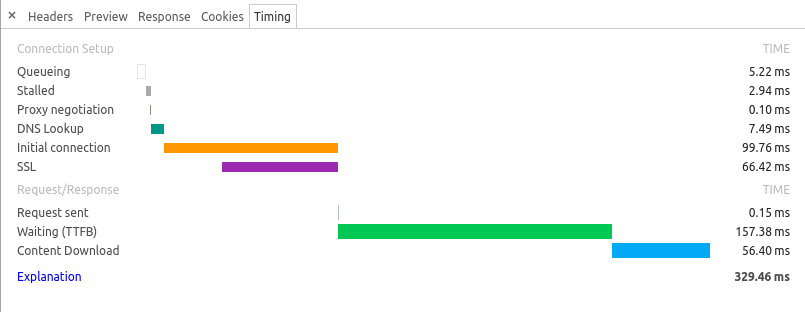 × Headers Preview Response Cookies Timing
Connection Setup TIME
Queueing 5.22 ms
Stalled 2.94 ms
Proxy negotiation 0.10 ms
DNS Lookup 7.49 ms
Initial connection 99.76 ms
SSL 66.42 ms
Request/Response TIME
Request sent 0.15 ms
Waiting (TTFB) 157.38 ms
Content Download 56.40 ms
Explanation 329.46 ms